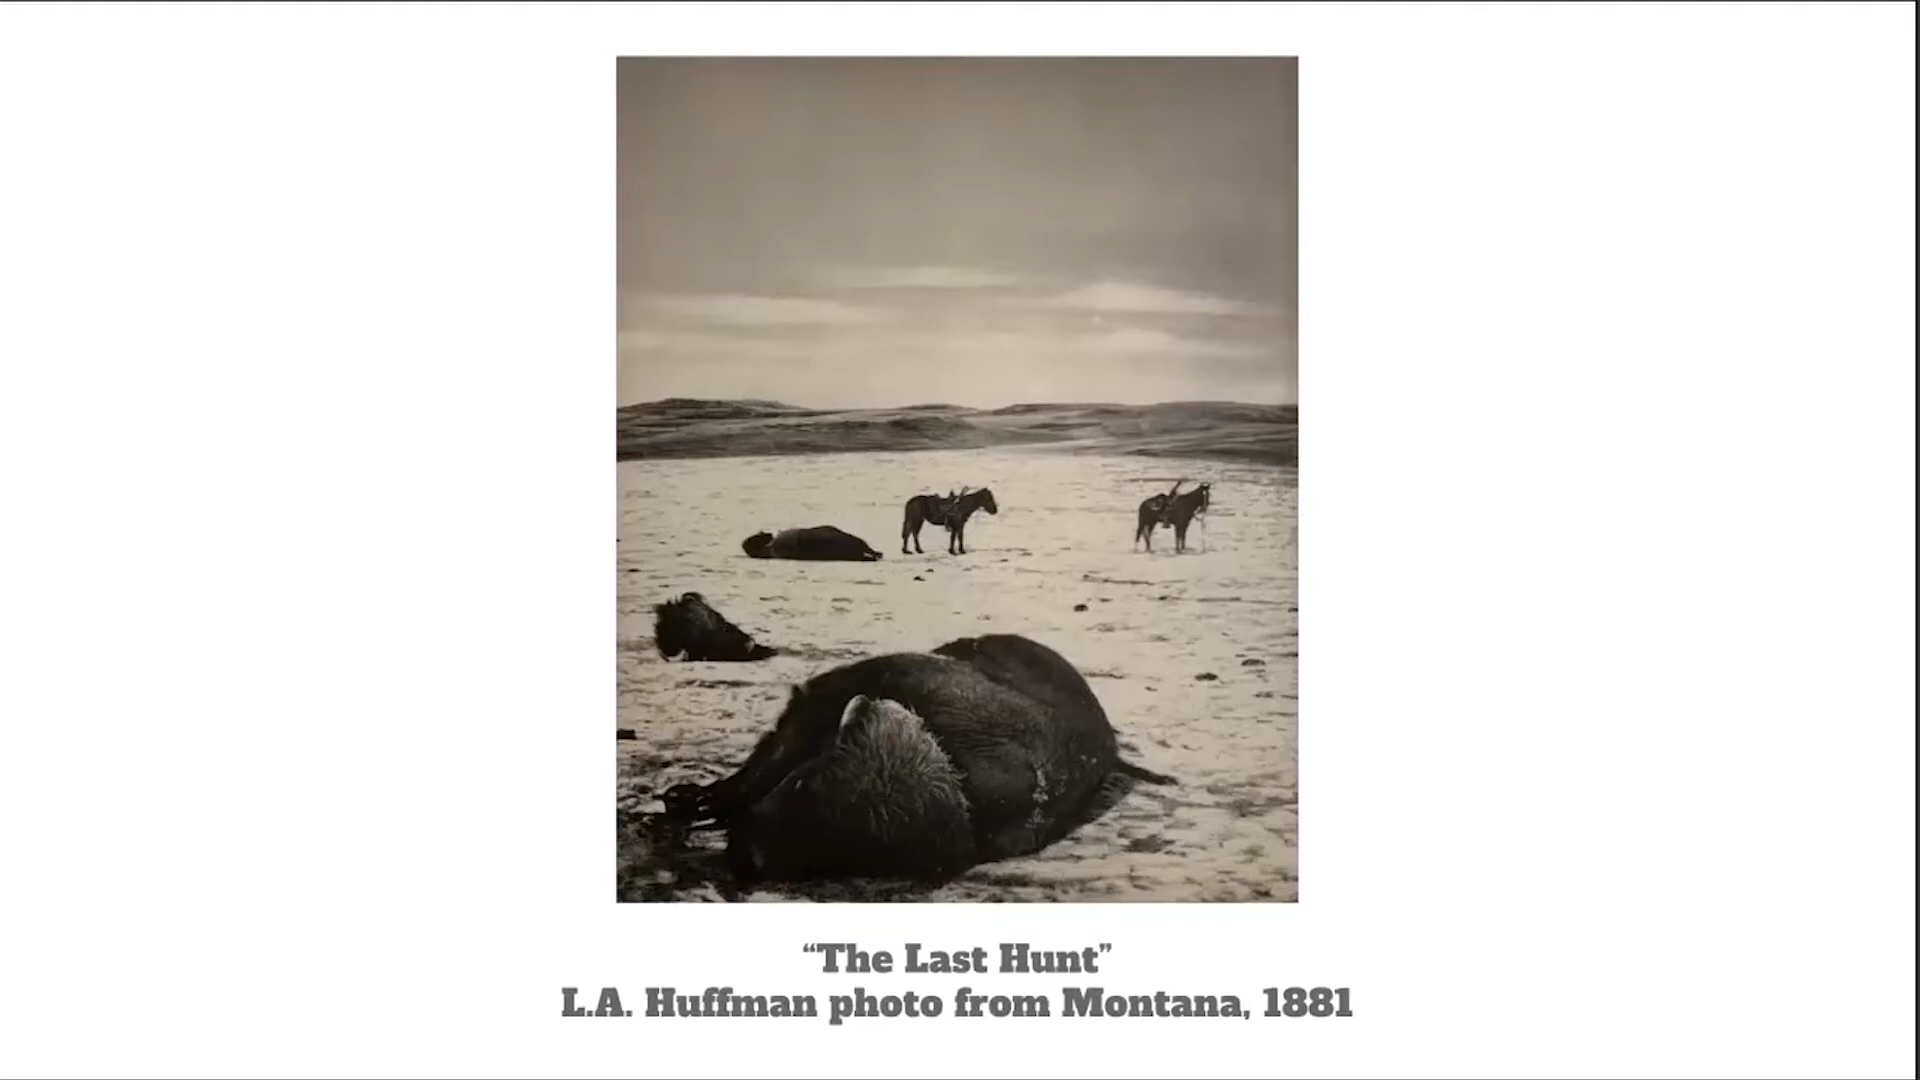 “The Last Hunt”
L.A. Huffman photo from Montana, 1881